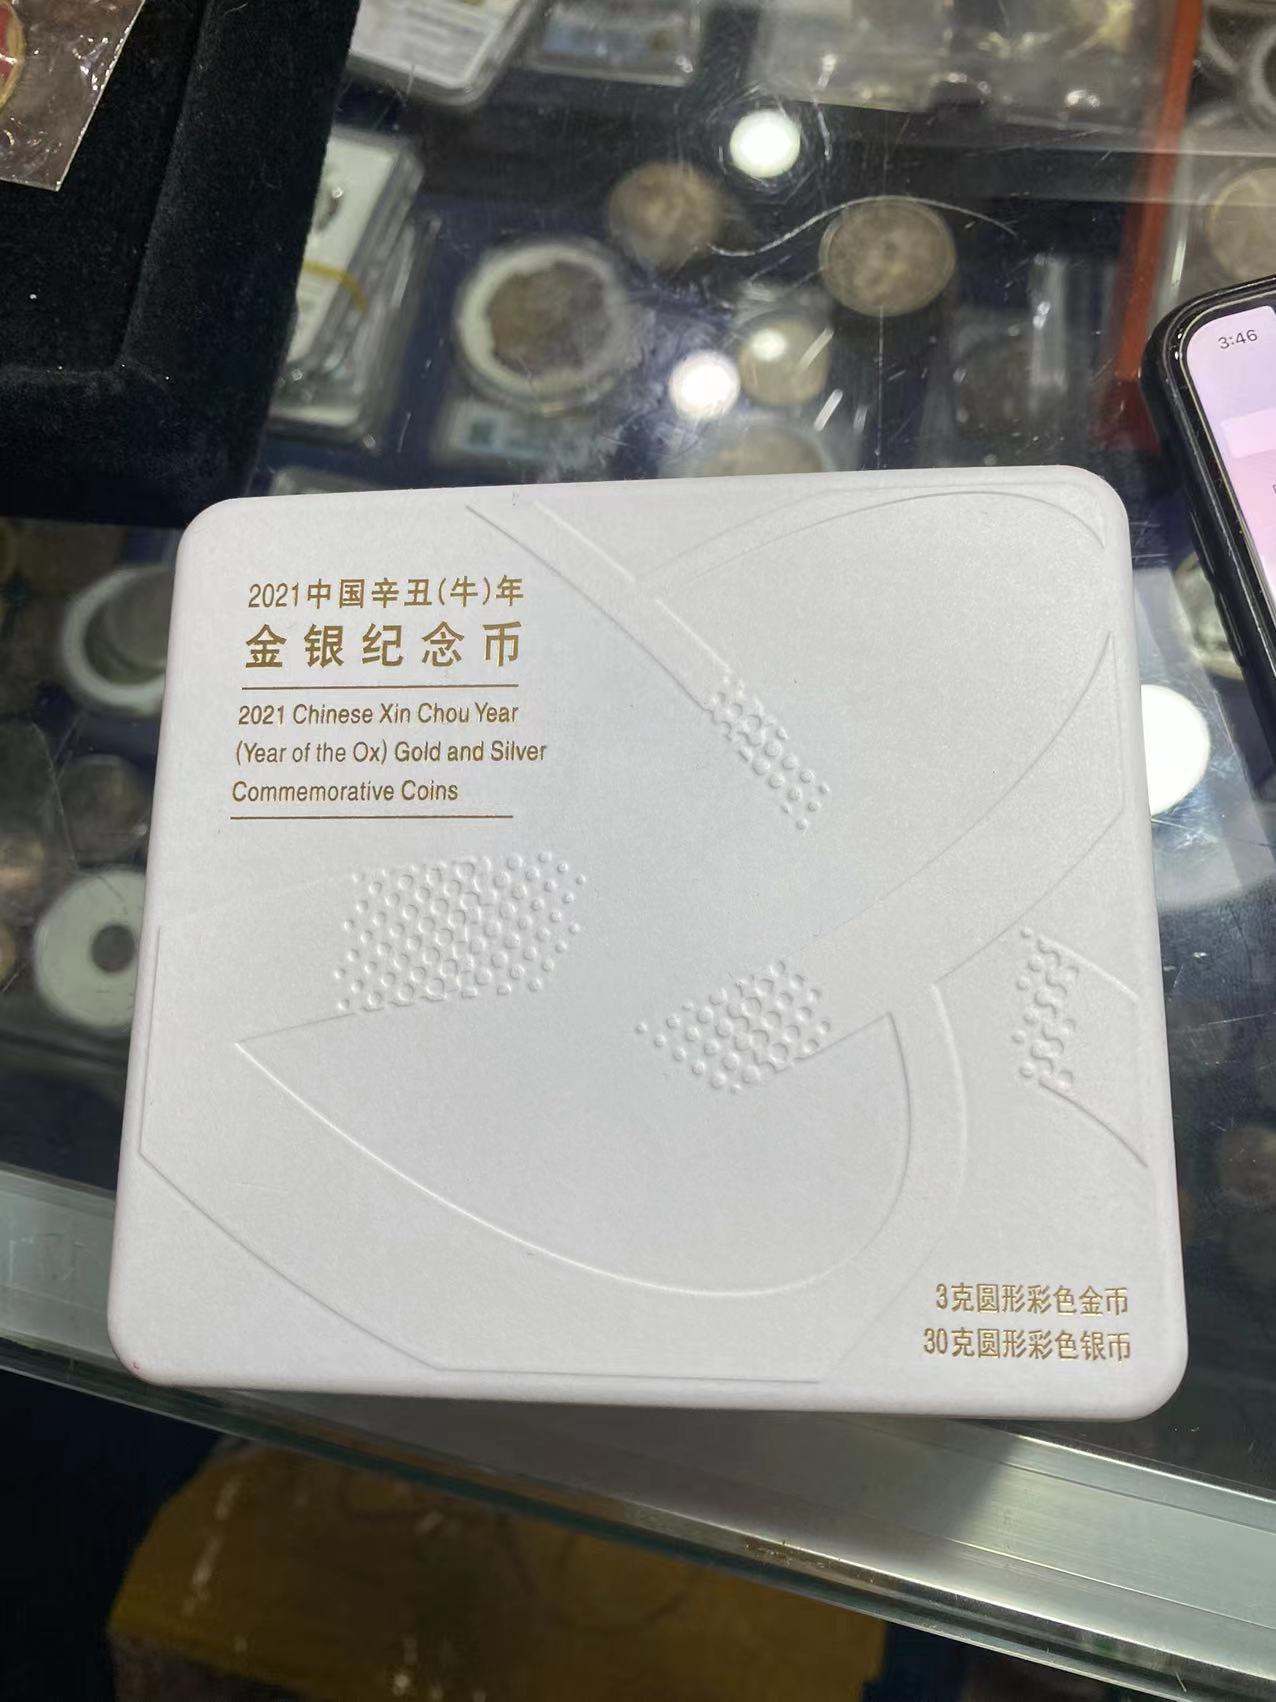 3:46
2021中国辛丑(牛)年
金银纪念币
2021 Chinese Xin Chou Year
(Year of the Ox) Gold and Silver
Commemorative Coins
3克圆形彩色金币
30克圆形彩色银币